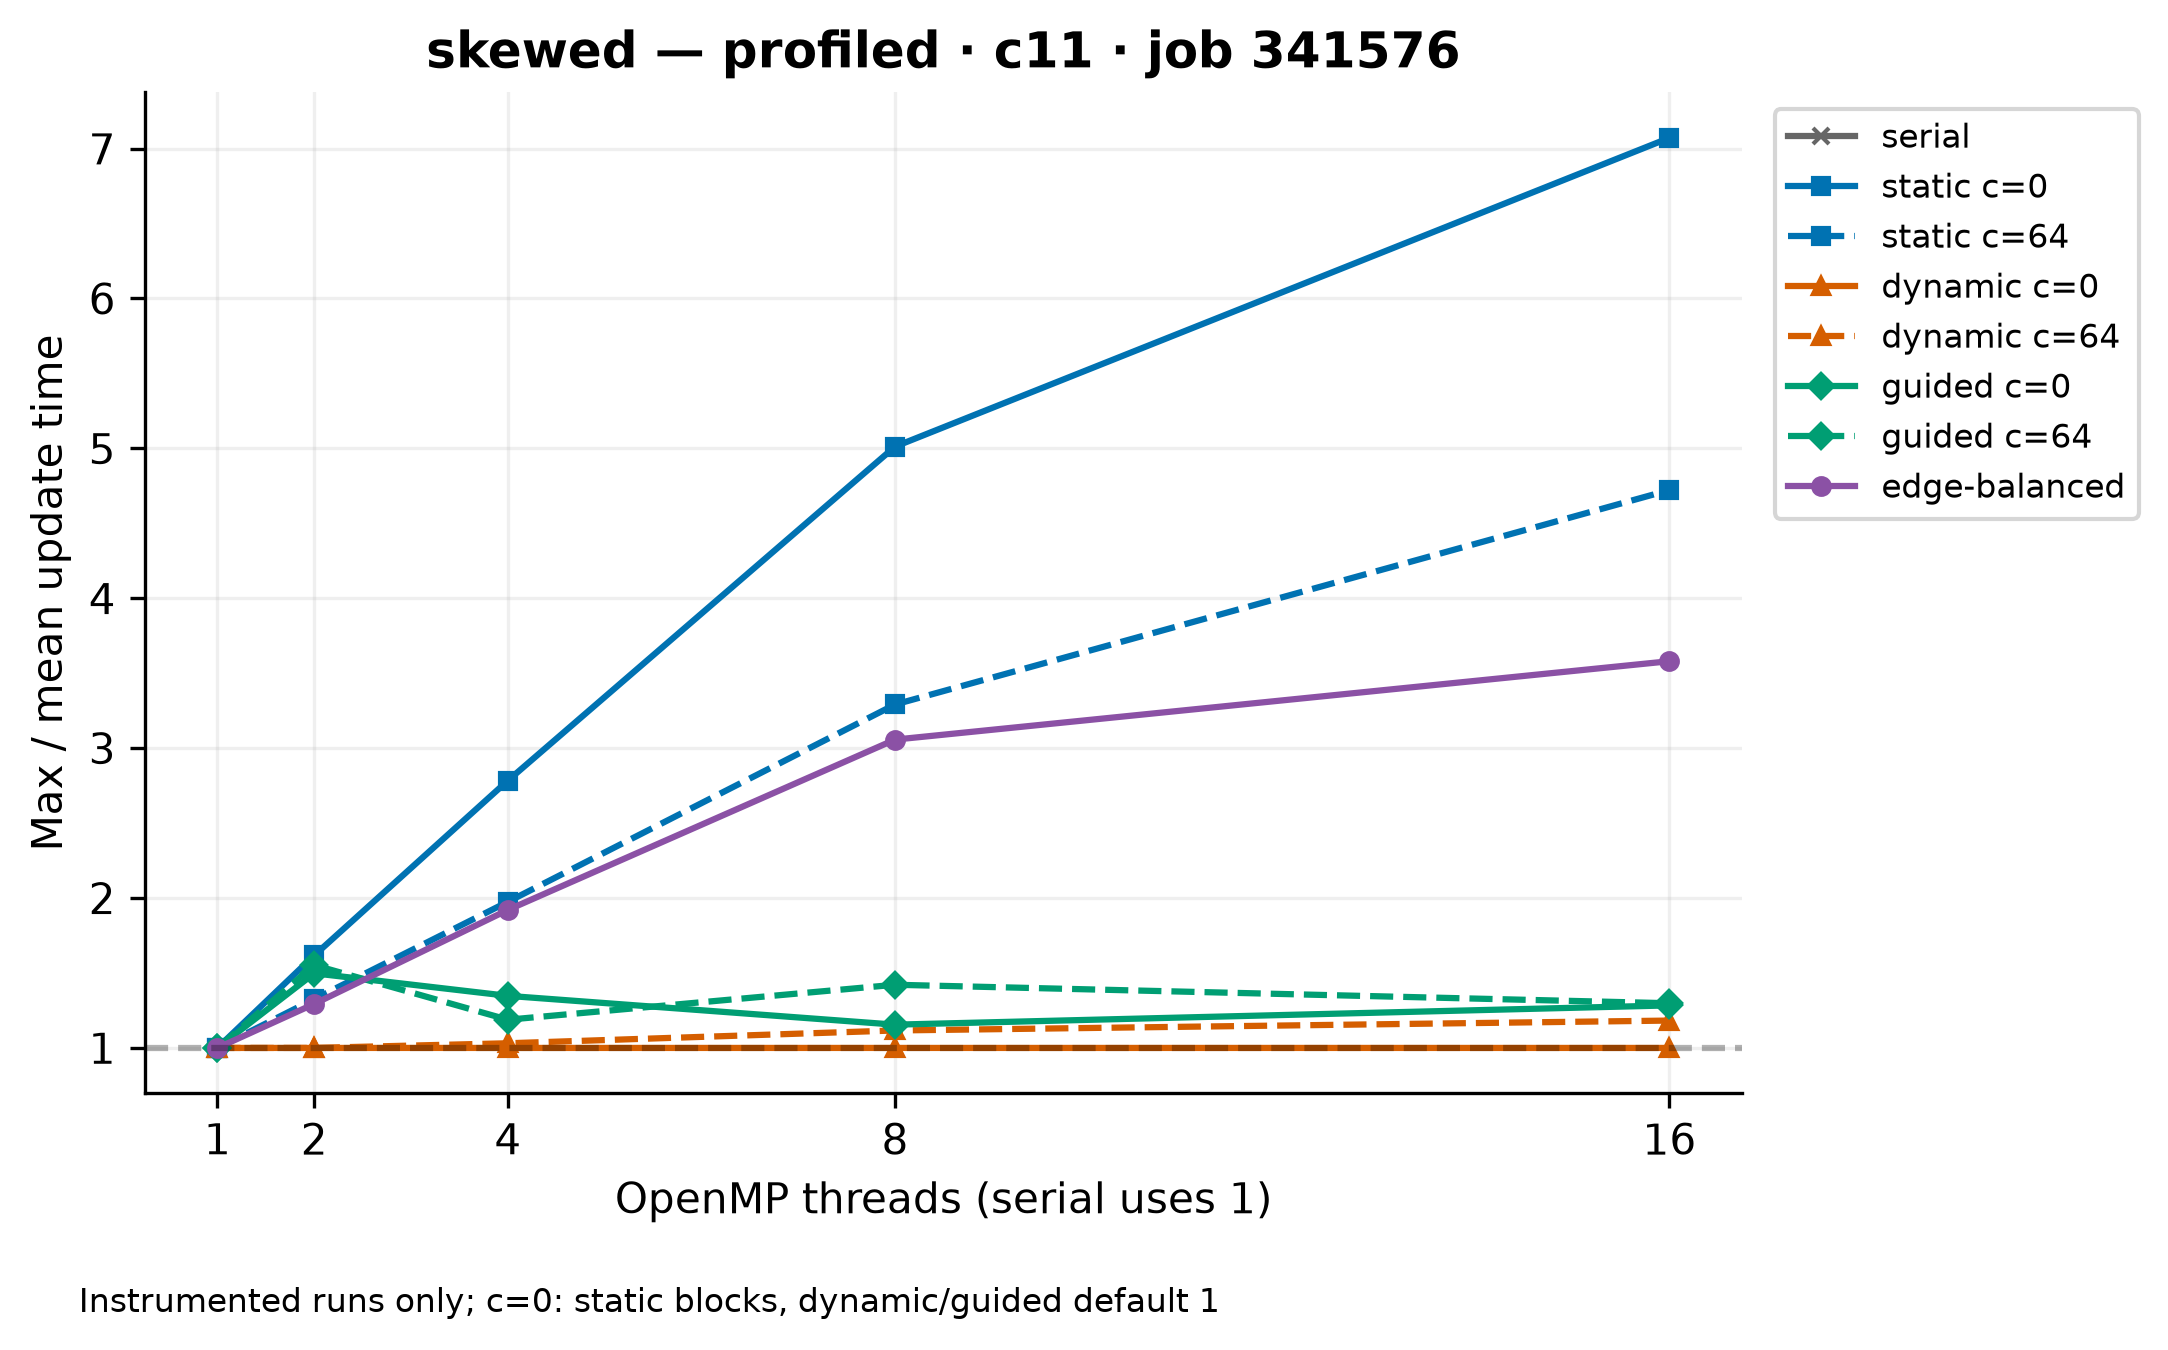 skewed — profiled · c11 · job 341576
Max / mean update time
7
6
5
4
3
2
1
1 2 4 8 16
OpenMP threads (serial uses 1)
serial
static c=0
static c=64
dynamic c=0
dynamic c=64
guided c=0
guided c=64
edge-balanced
Instrumented runs only; c=0: static blocks, dynamic/guided default 1